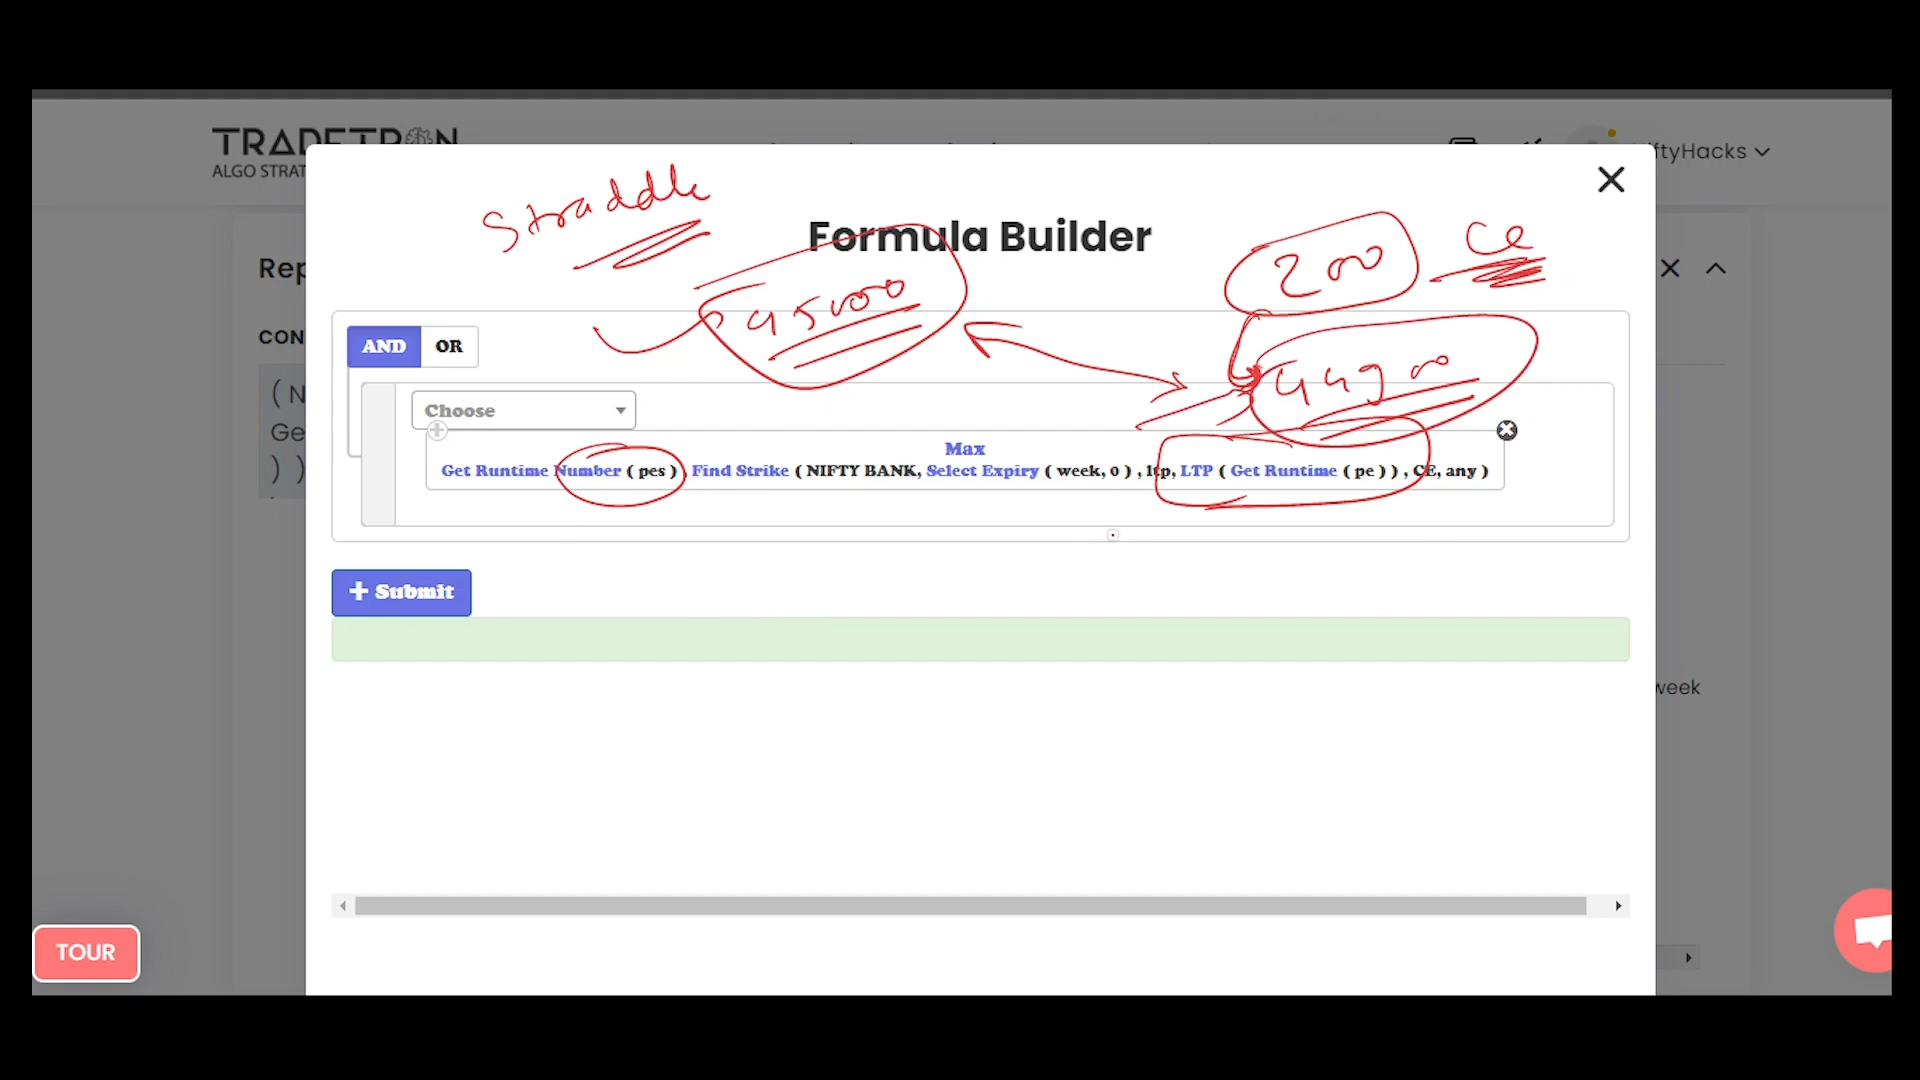 TRADETRON
ALGO STRAT
iftyHacks
Straddle
Formula Builder
200
Ce
Rep
45000
CON
AND
OR
44900
( N
Choose
Ge
Max
Get Runtime Number ( pes ) , Find Strike ( NIFTY BANK, Select Expiry ( week, 0 ) , ltp, LTP ( Get Runtime ( pe ) ) , CE, any )
) )
+ Submit
week
TOUR